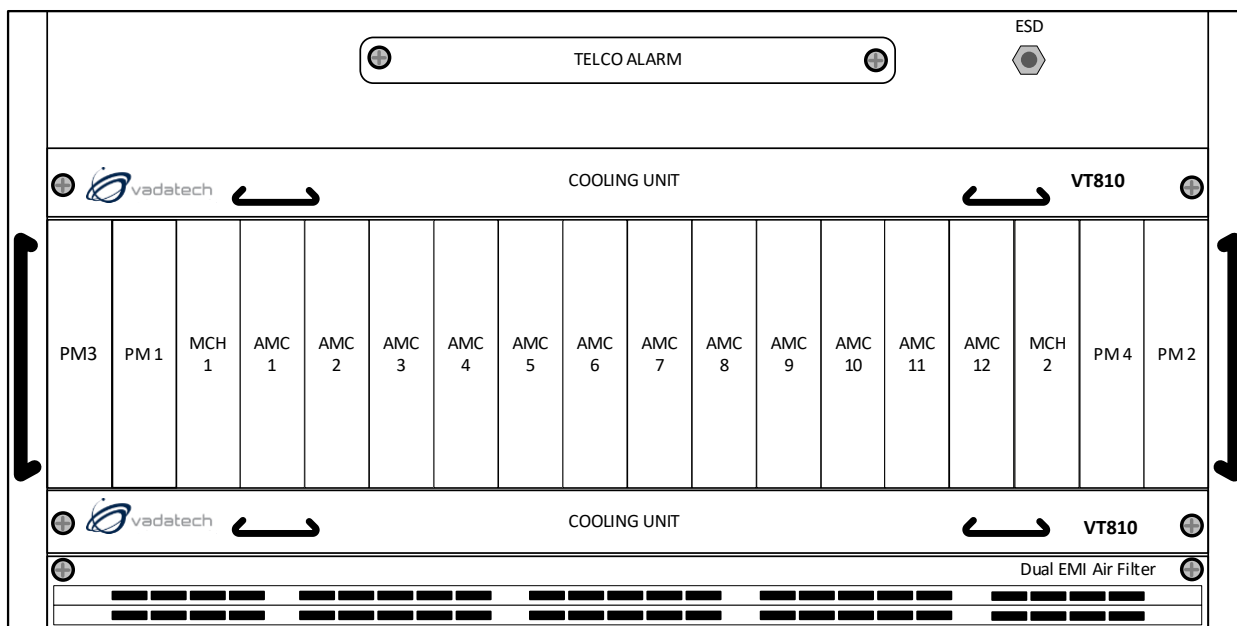 ESD
TELCO ALARM
vadatech
COOLING UNIT
VT810
PM3
PM 1
MCH
1
AMC
1
AMC
2
AMC
3
AMC
4
AMC
5
AMC
6
AMC
7
AMC
8
AMC
9
AMC
10
AMC
11
AMC
12
MCH
2
PM 4
PM 2
vadatech
COOLING UNIT
VT810
Dual EMI Air Filter